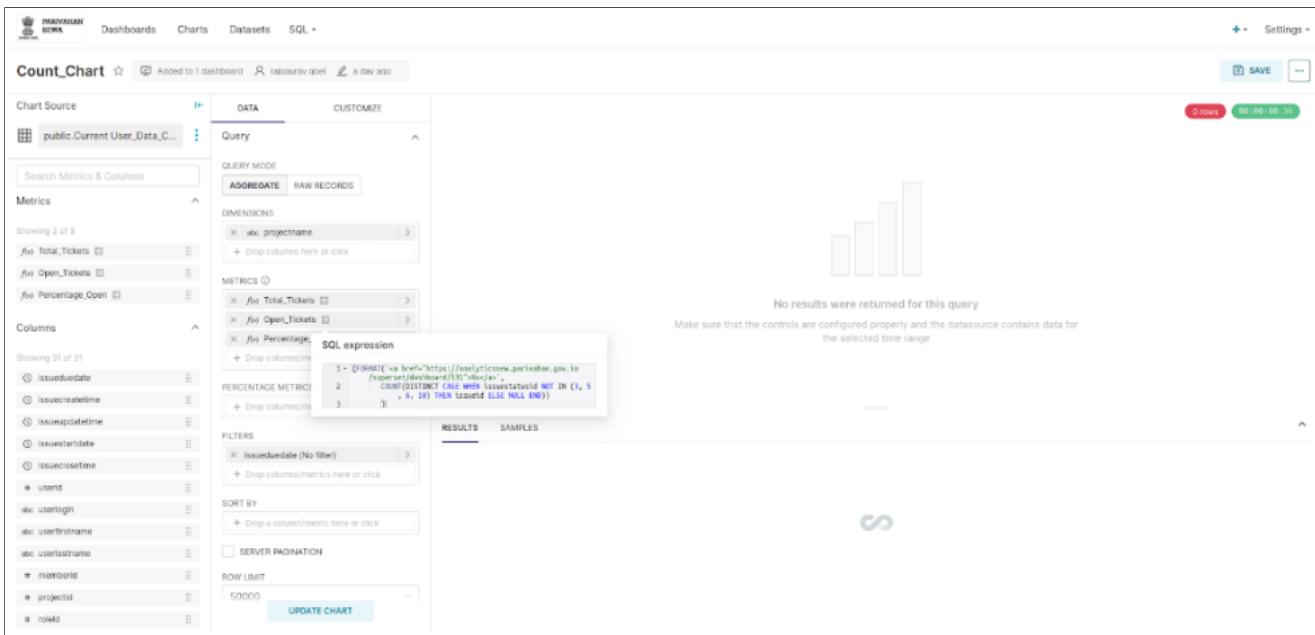 PARIVAHAN
SEWA
Dashboards Charts Datasets SQL
Settings
Count_Chart
Added to 1 dashboard
a day ago
SAVE
Chart Source
public.Current User_Data_C...
Search Metrics & Columns
Metrics
Showing 3 of 3
f(x) Total_Tickets
f(x) Open_Tickets
f(x) Percentage_Open
Columns
Showing 31 of 31
issueduedate
issuecreatetime
issueupdatetime
issuestartdate
issueclosetime
# userid
abc userlogin
abc userfirstname
abc userlastname
# memberid
# projectid
# roleid
DATA CUSTOMIZE
Query
QUERY MODE
AGGREGATE RAW RECORDS
DIMENSIONS
abc projectname
+ Drop columns here or click
METRICS
f(x) Total_Tickets
f(x) Open_Tickets
f(x) Percentage_
+ Drop columns/m
PERCENTAGE METRICS
+ Drop columns/m
FILTERS
issueduedate (No filter)
+ Drop columns/metrics here or click
SORT BY
+ Drop a column/metric here or click
SERVER PAGINATION
ROW LIMIT
50000
UPDATE CHART
SQL expression
1 (FORMAT('<a href="https://analyticsnew.parivahan.gov.in
/superset/dashboard/531">%s</a>',
2 COUNT(DISTINCT CASE WHEN issuestatusid NOT IN (3, 5
, 6, 10) THEN issueid ELSE NULL END))
3 )
0 rows 00:00:00.36
No results were returned for this query
Make sure that the controls are configured properly and the datasource contains data for
the selected time range
RESULTS SAMPLES